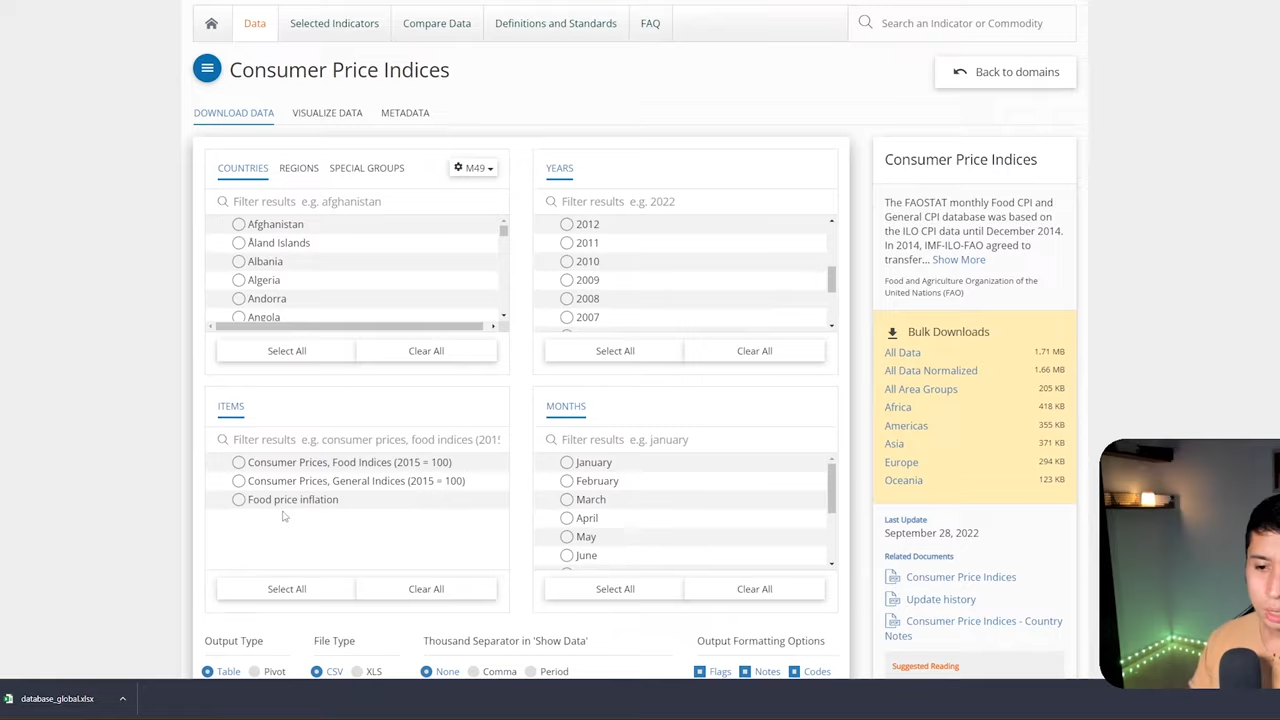 Data
Selected Indicators
Compare Data
Definitions and Standards
FAQ
Search an Indicator or Commodity
Consumer Price Indices
Back to domains
DOWNLOAD DATA
VISUALIZE DATA
METADATA
COUNTRIES
REGIONS
SPECIAL GROUPS
M49
Filter results e.g. afghanistan
Afghanistan
Åland Islands
Albania
Algeria
Andorra
Angola
Select All
Clear All
YEARS
Filter results e.g. 2022
2012
2011
2010
2009
2008
2007
Select All
Clear All
ITEMS
Filter results e.g. consumer prices, food indices (2015
Consumer Prices, Food Indices (2015 = 100)
Consumer Prices, General Indices (2015 = 100)
Food price inflation
Select All
Clear All
MONTHS
Filter results e.g. january
January
February
March
April
May
June
Select All
Clear All
Output Type
Table
Pivot
File Type
CSV
XLS
Thousand Separator in 'Show Data'
None
Comma
Period
Output Formatting Options
Flags
Notes
Codes
Consumer Price Indices
The FAOSTAT monthly Food CPI and
General CPI database was based on
the ILO CPI data until December 2014.
In 2014, IMF-ILO-FAO agreed to
transfer... Show More
Food and Agriculture Organization of the
United Nations (FAO)
Bulk Downloads
All Data 1.71 MB
All Data Normalized 1.66 MB
All Area Groups 205 KB
Africa 418 KB
Americas 355 KB
Asia 371 KB
Europe 294 KB
Oceania 123 KB
Last Update
September 28, 2022
Related Documents
Consumer Price Indices
Update history
Consumer Price Indices - Country
Notes
Suggested Reading
database_global.xlsx